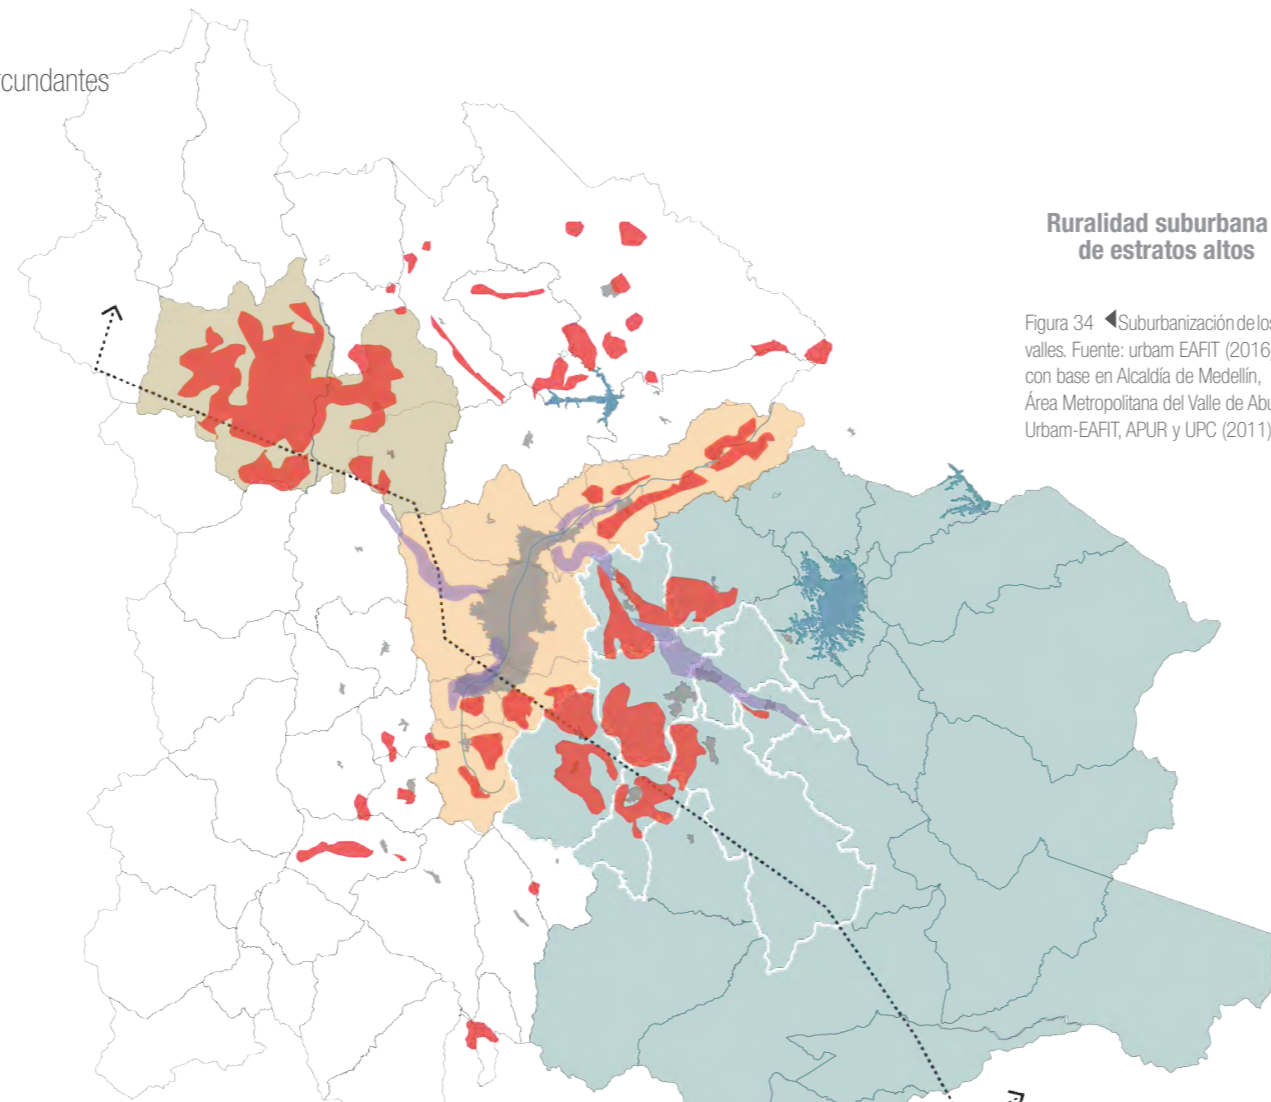 cundantes
Ruralidad suburbana
de estratos altos
Figura 34 ◀Suburbanización de los
valles. Fuente: urbam EAFIT (2016)
con base en Alcaldía de Medellín,
Área Metropolitana del Valle de Abu
Urbam-EAFIT, APUR y UPC (2011)